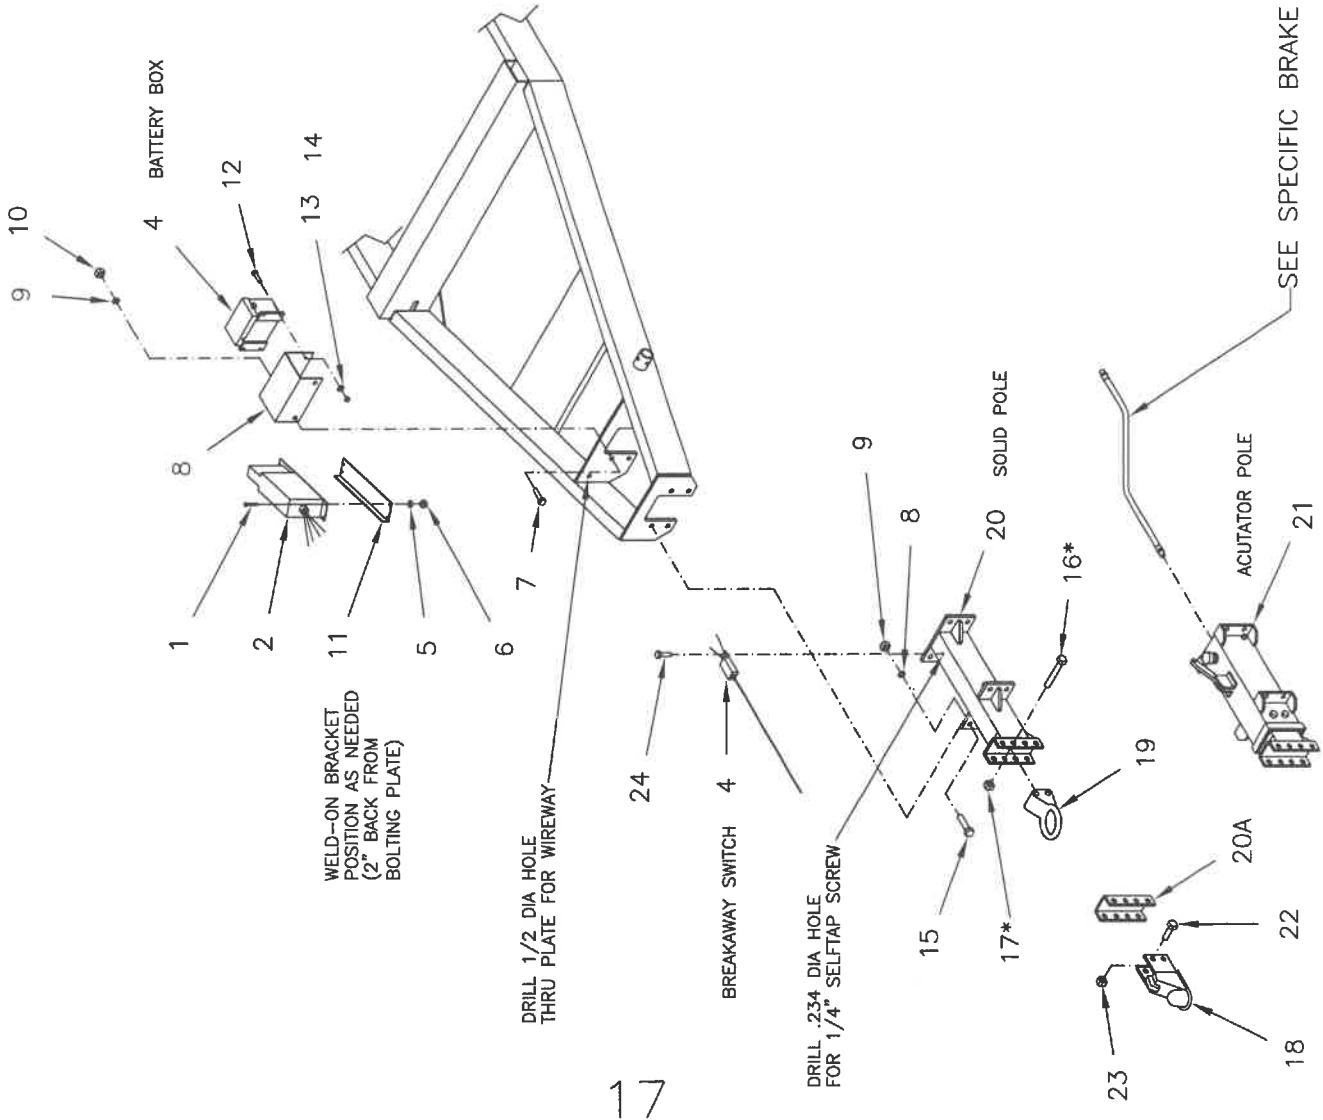 10
9
4 BATTERY BOX
12
13 14
8
1
2
11
5
6
7
WELD-ON BRACKET
POSITION AS NEEDED
(2" BACK FROM
BOLTING PLATE)
DRILL 1/2 DIA HOLE
THRU PLATE FOR WIREWAY
24
BREAKAWAY SWITCH 4
DRILL .234 DIA HOLE
FOR 1/4" SELFTAP SCREW
9
8
20 SOLID POLE
16*
15
17*
19
SEE SPECIFIC BRAKE
ACUTATOR POLE
21
20A
22
23
18
17